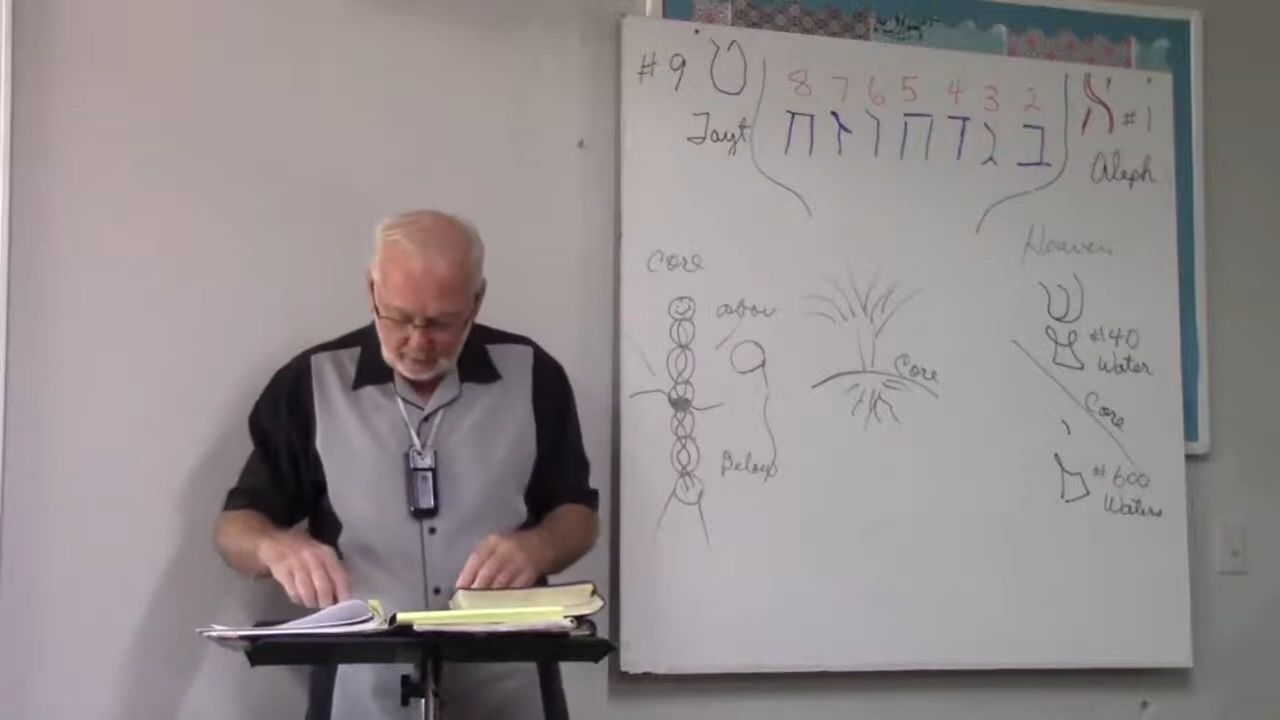 #9 ט 8 7 6 5 4 3 2 א #1
Tayt ח ז ו ה ד ג ב Aleph
Heaven
Core
above
ש
מ #40
Water
Core
Core
Below
#600
Waters